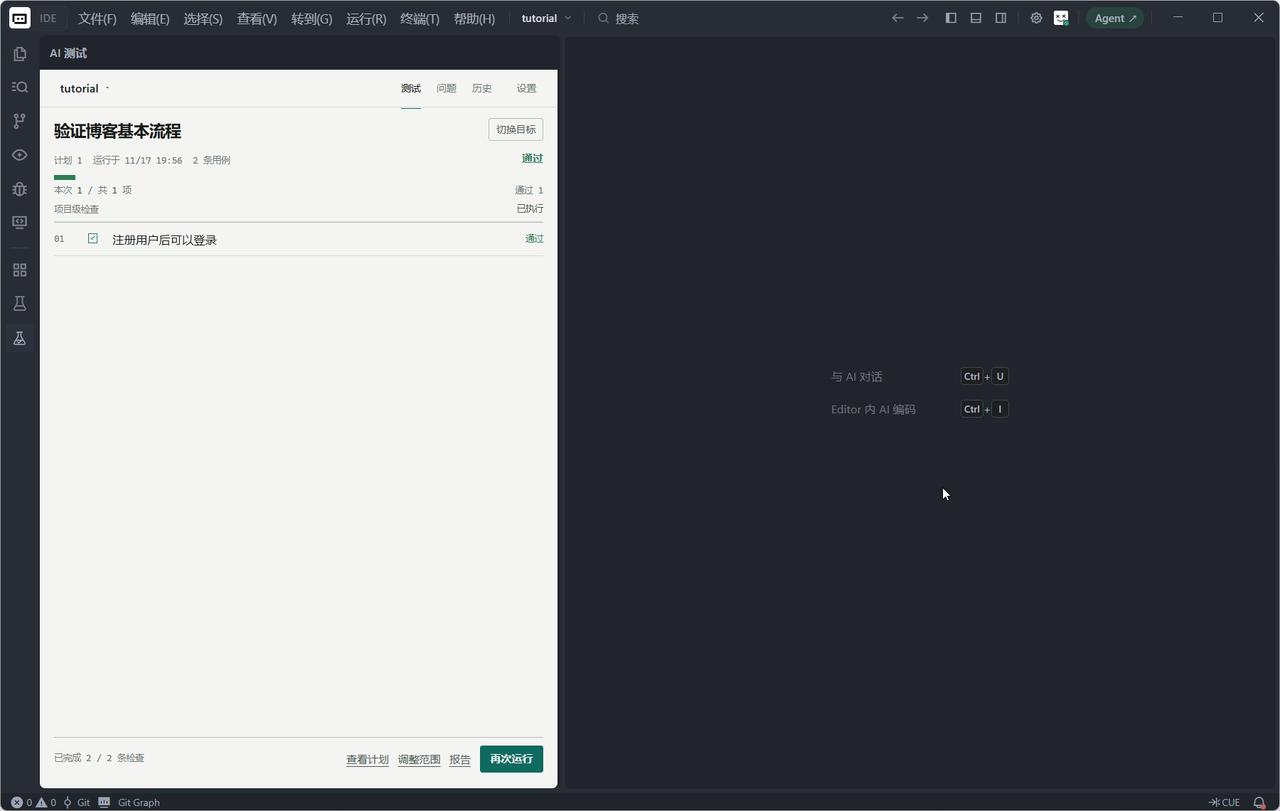 IDE 文件(F) 编辑(E) 选择(S) 查看(V) 转到(G) 运行(R) 终端(T) 帮助(H) tutorial 搜索 Agent ↗
AI 测试
tutorial 测试 问题 历史 设置
验证博客基本流程 切换目标
计划 1 运行于 11/17 19:56 2 条用例 通过
本次 1 / 共 1 项 通过 1
项目级检查 已执行
01 注册用户后可以登录 通过
与 AI 对话 Ctrl + U
Editor 内 AI 编码 Ctrl + I
已完成 2 / 2 条检查 查看计划 调整范围 报告 再次运行
0 0 Git Git Graph CUE